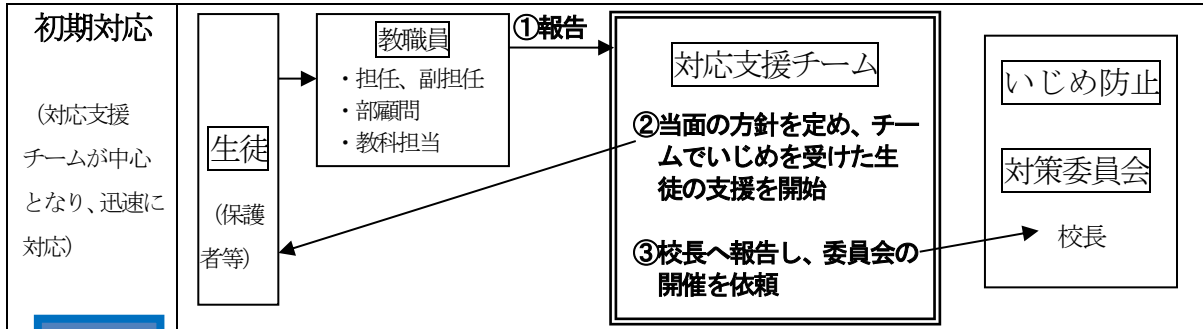 初期対応
(対応支援
チームが中心
となり、迅速に
対応)
生徒
(保護
者等)
教職員
・担任、副担任
・部顧問
・教科担当
①報告
対応支援チーム
②当面の方針を定め、チー
ムでいじめを受けた生
徒の支援を開始
③校長へ報告し、委員会の
開催を依頼
いじめ防止
対策委員会
校長